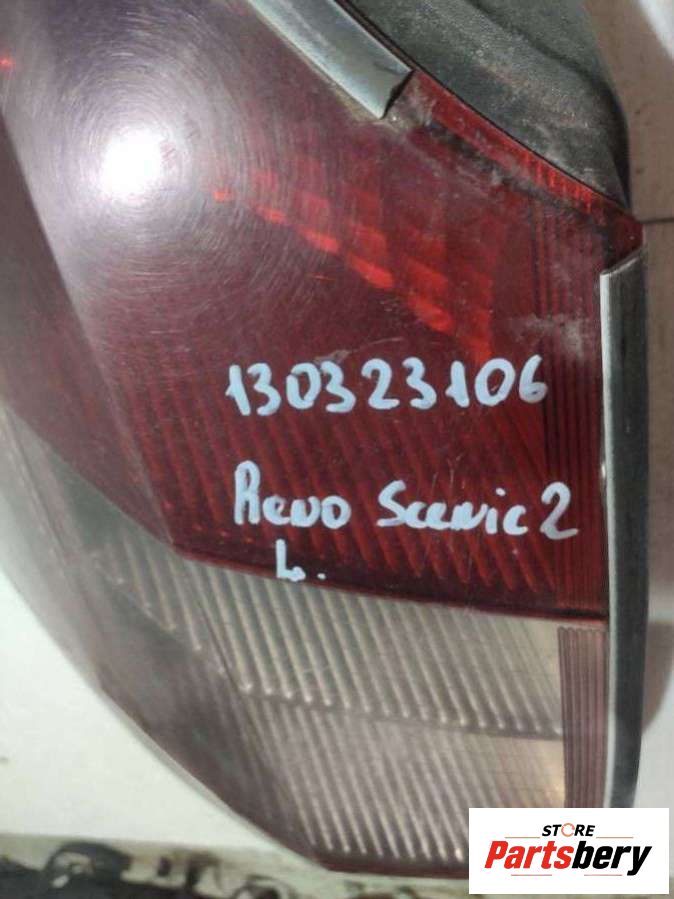 130323106
Reno Scenic 2
L.
STORE
Partsbery